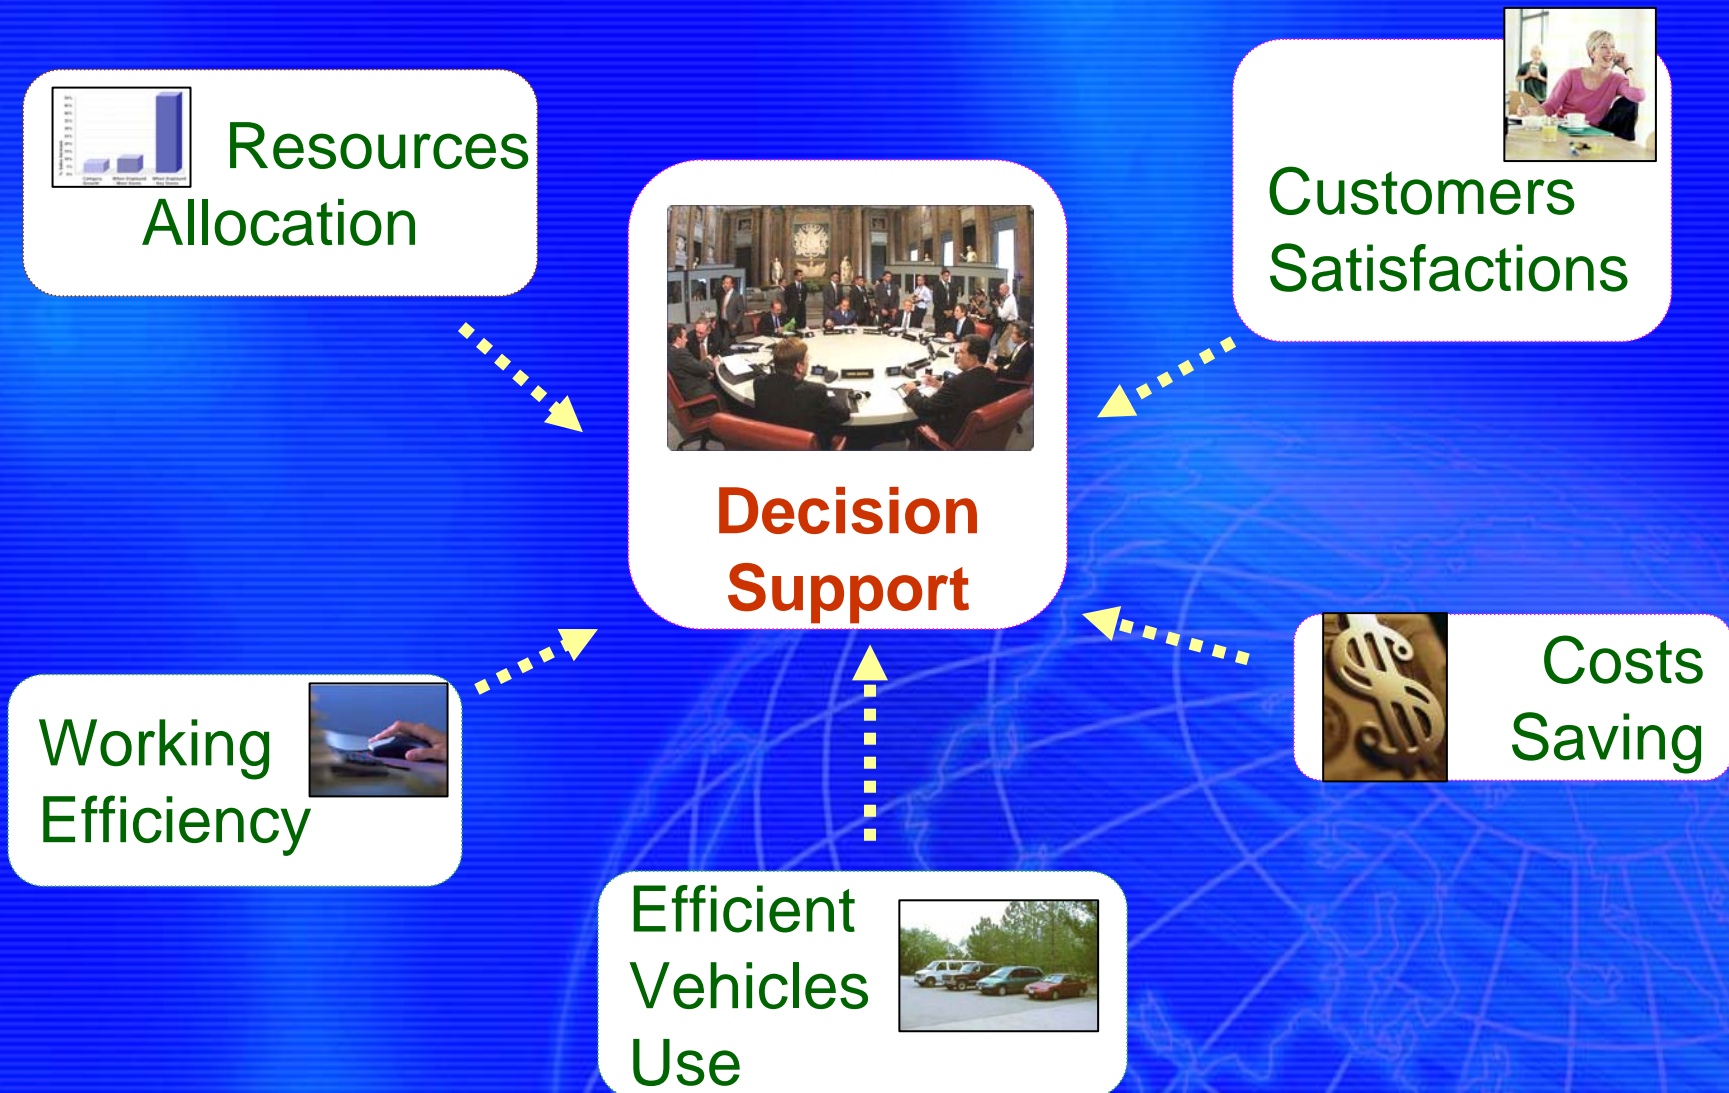 Resources
Allocation
Customers
Satisfactions
Decision
Support
Working
Efficiency
Costs
Saving
Efficient
Vehicles
Use